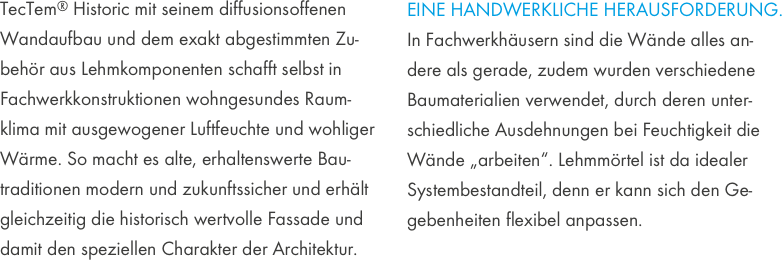 TecTem® Historic mit seinem diffusionsoffenen
Wandaufbau und dem exakt abgestimmten Zu-
behör aus Lehmkomponenten schafft selbst in
Fachwerkkonstruktionen wohngesundes Raum-
klima mit ausgewogener Luftfeuchte und wohliger
Wärme. So macht es alte, erhaltenswerte Bau-
traditionen modern und zukunftssicher und erhält
gleichzeitig die historisch wertvolle Fassade und
damit den speziellen Charakter der Architektur.
EINE HANDWERKLICHE HERAUSFORDERUNG.
In Fachwerkhäusern sind die Wände alles an-
dere als gerade, zudem wurden verschiedene
Baumaterialien verwendet, durch deren unter-
schiedliche Ausdehnungen bei Feuchtigkeit die
Wände „arbeiten“. Lehmmörtel ist da idealer
Systembestandteil, denn er kann sich den Ge-
gebenheiten flexibel anpassen.